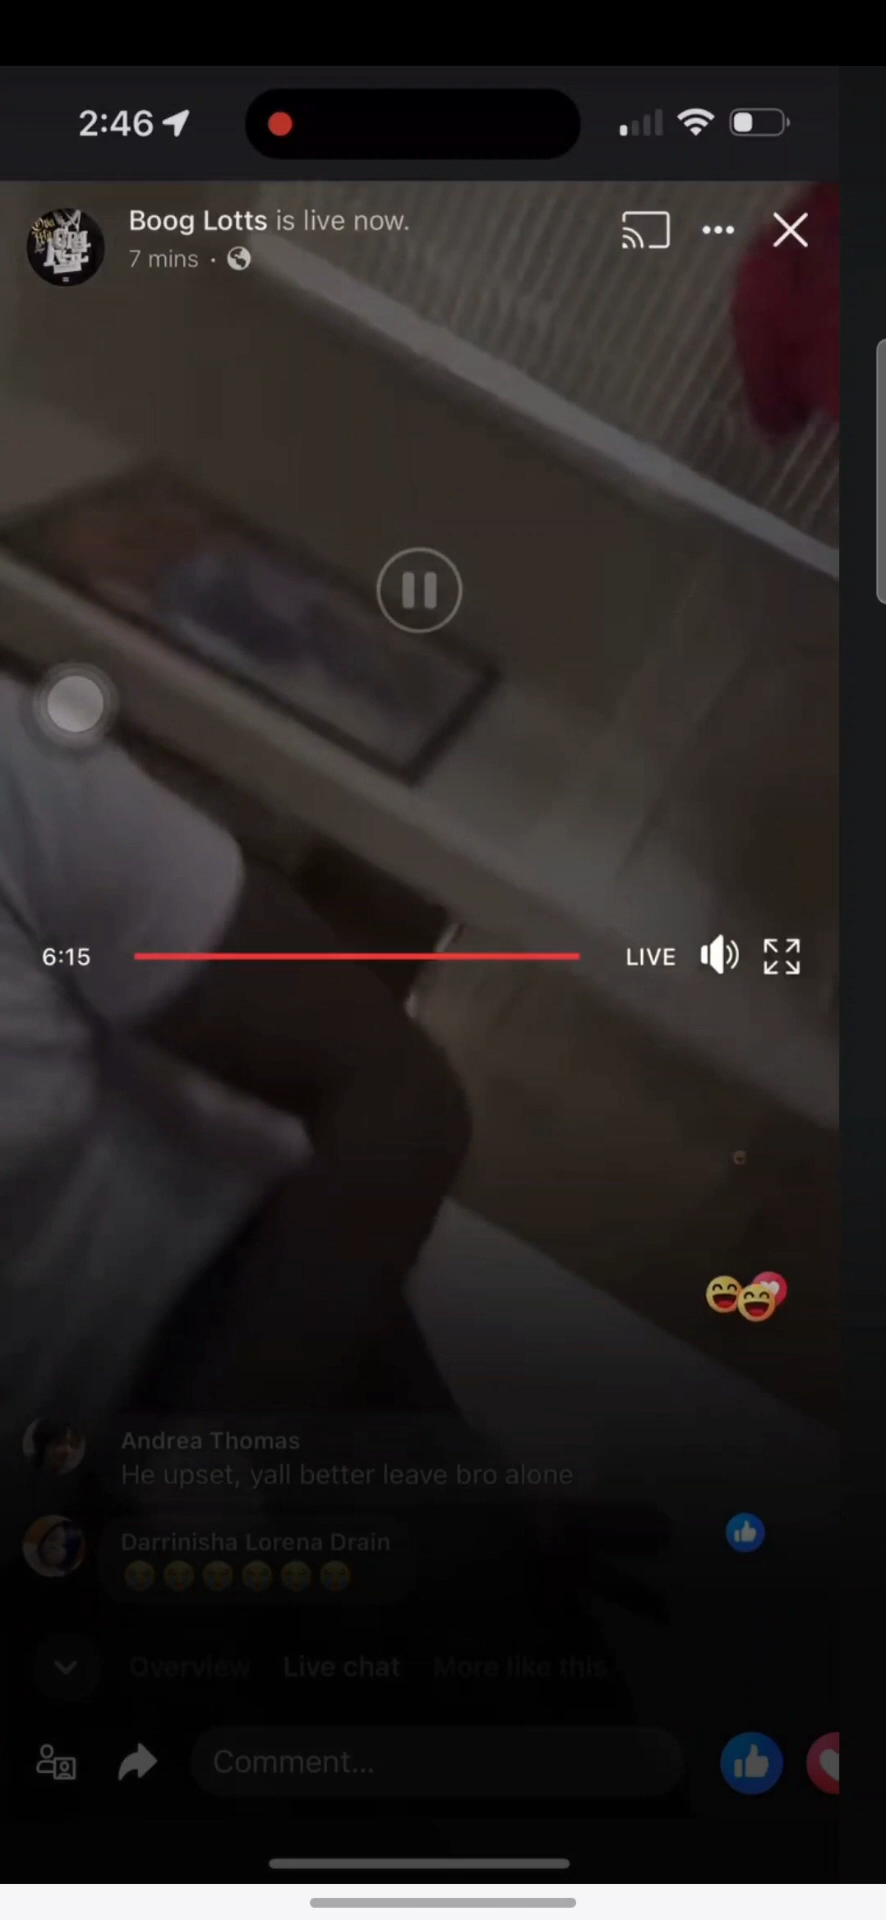 2:46
Boog Lotts is live now.
7 mins ·
6:15
LIVE
Andrea Thomas
He upset, yall better leave bro alone
Darrinisha Lorena Drain
Overview Live chat More like this
Comment...